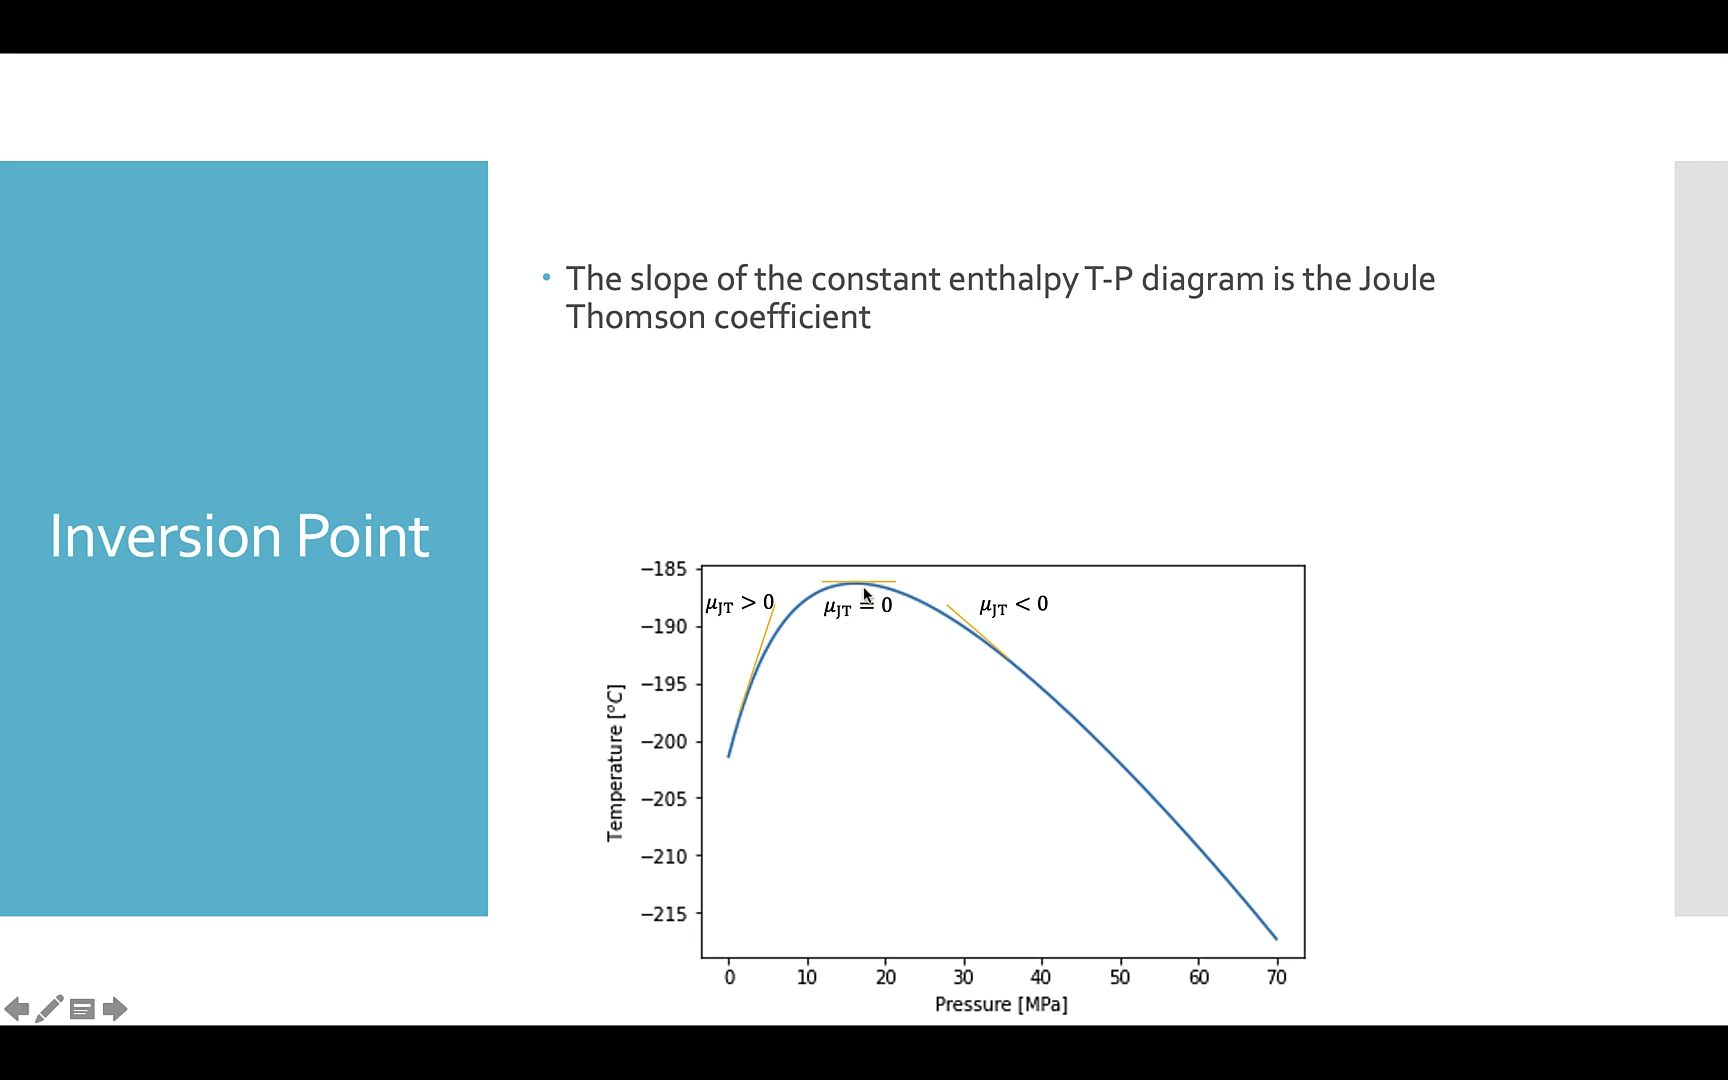 Inversion Point
• The slope of the constant enthalpy T-P diagram is the Joule
Thomson coefficient
μJT > 0
μJT = 0
μJT < 0
Temperature [°C]
−185
−190
−195
−200
−205
−210
−215
0 10 20 30 40 50 60 70
Pressure [MPa]